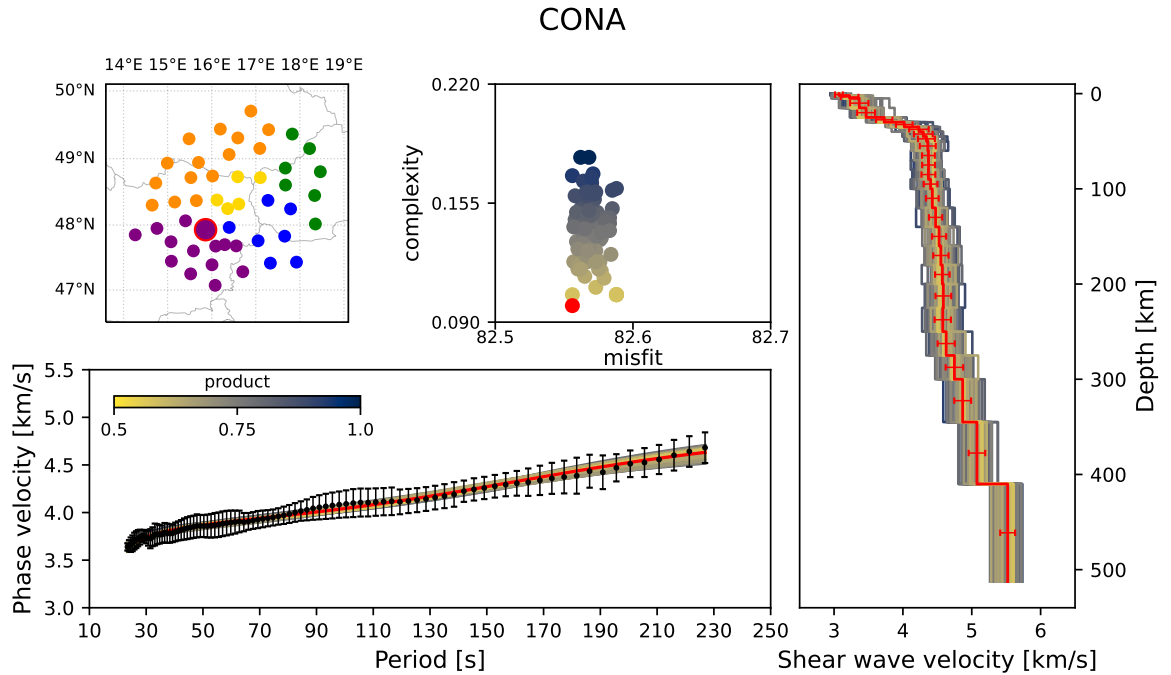 CONA
14°E 15°E 16°E 17°E 18°E 19°E
50°N
49°N
48°N
47°N
complexity
0.220
0.155
0.090
82.5
82.6
82.7
misfit
Phase velocity [km/s]
5.5
5.0
4.5
4.0
3.5
3.0
product
0.5
0.75
1.0
10
30
50
70
90
110
130
150
170
190
210
230
250
Period [s]
0
100
200
300
400
500
Depth [km]
3
4
5
6
Shear wave velocity [km/s]